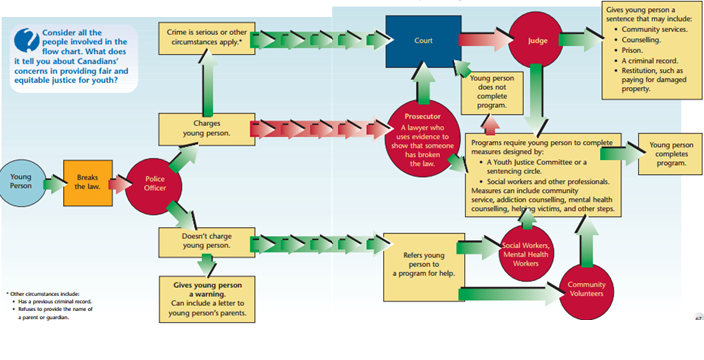 Consider all the
people involved in the
flow chart. What does
it tell you about Canadians'
concerns in providing fair and
equitable justice for youth?
Crime is serious or other
circumstances apply.*
Court
Judge
Gives young person a
sentence that may include:
• Community services.
• Counselling.
• Prison.
• A criminal record.
• Restitution, such as
paying for damaged
property.
Young person
does not
complete
program.
Charges
young person.
Prosecutor
A lawyer who
uses evidence to
show that someone
has broken
the law.
Programs require young person to complete
measures designed by:
• A Youth Justice Committee or a
sentencing circle.
• Social workers and other professionals.
Measures can include community
service, addiction counselling, mental health
counselling, helping victims, and other steps.
Young person
completes
program.
Young
Person
Breaks
the law.
Police
Officer
Doesn't charge
young person.
Refers young
person to
a program for help.
Social Workers,
Mental Health
Workers
Community
Volunteers
Gives young person
a warning.
Can include a letter to
young person's parents.
* Other circumstances include:
• Has a previous criminal record.
• Refuses to provide the name of
a parent or guardian.